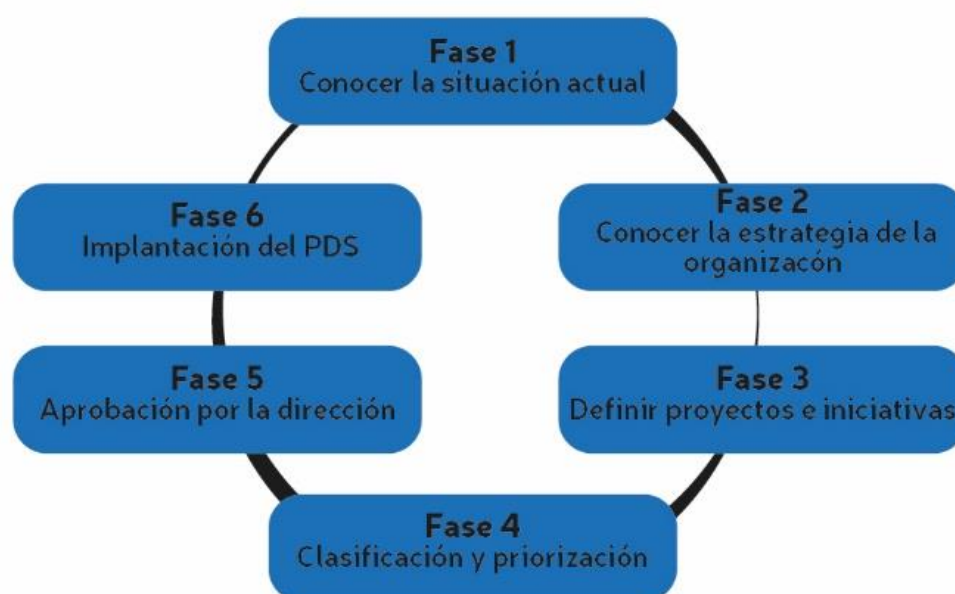 Fase 1
Conocer la situación actual
Fase 2
Conocer la estrategia de la
organizacón
Fase 3
Definir proyectos e iniciativas
Fase 4
Clasificación y priorización
Fase 5
Aprobación por la dirección
Fase 6
Implantación del PDS